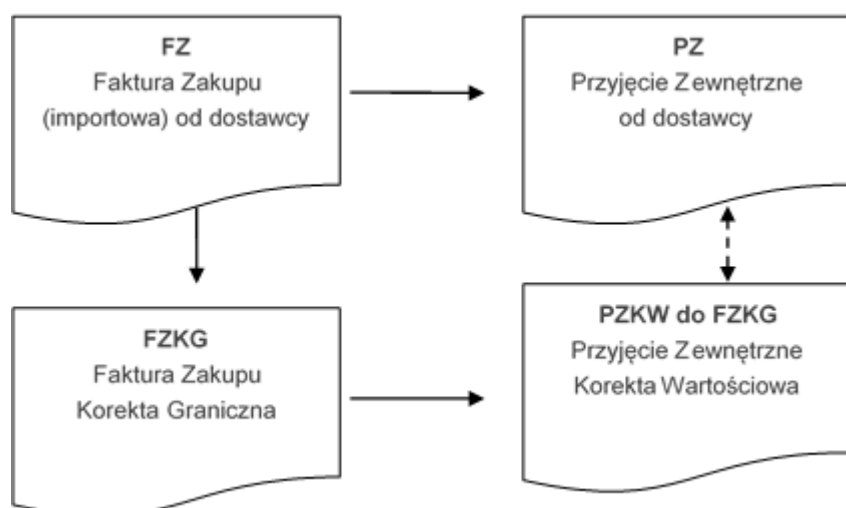 FZ
Faktura Zakupu
(importowa) od dostawcy
PZ
Przyjęcie Zewnętrzne
od dostawcy
FZKG
Faktura Zakupu
Korekta Graniczna
PZKW do FZKG
Przyjęcie Zewnętrzne
Korekta Wartościowa